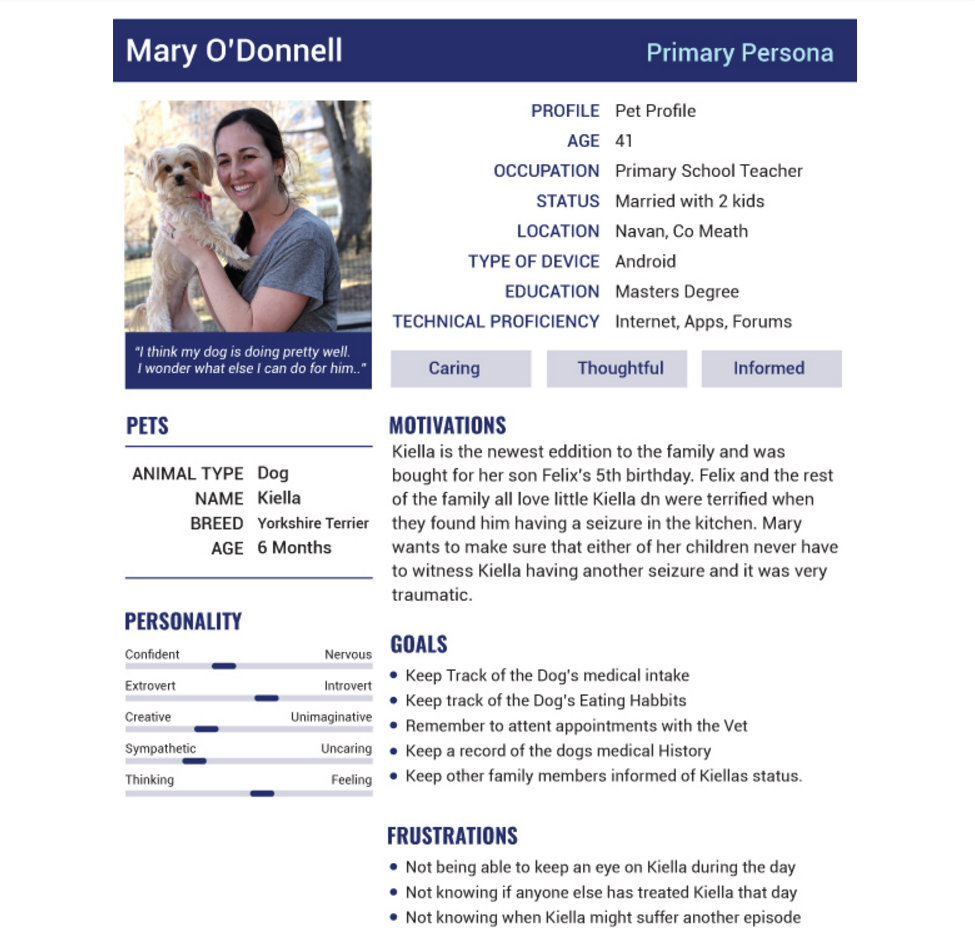 Mary O'Donnell
Primary Persona
PROFILE Pet Profile
AGE 41
OCCUPATION Primary School Teacher
STATUS Married with 2 kids
LOCATION Navan, Co Meath
TYPE OF DEVICE Android
EDUCATION Masters Degree
TECHNICAL PROFICIENCY Internet, Apps, Forums
"I think my dog is doing pretty well.
I wonder what else I can do for him.."
Caring Thoughtful Informed
PETS
ANIMAL TYPE Dog
NAME Kiella
BREED Yorkshire Terrier
AGE 6 Months
PERSONALITY
Confident Nervous
Extrovert Introvert
Creative Unimaginative
Sympathetic Uncaring
Thinking Feeling
MOTIVATIONS
Kiella is the newest eddition to the family and was
bought for her son Felix's 5th birthday. Felix and the rest
of the family all love little Kiella dn were terrified when
they found him having a seizure in the kitchen. Mary
wants to make sure that either of her children never have
to witness Kiella having another seizure and it was very
traumatic.
GOALS
• Keep Track of the Dog's medical intake
• Keep track of the Dog's Eating Habbits
• Remember to attent appointments with the Vet
• Keep a record of the dogs medical History
• Keep other family members informed of Kiellas status.
FRUSTRATIONS
• Not being able to keep an eye on Kiella during the day
• Not knowing if anyone else has treated Kiella that day
• Not knowing when Kiella might suffer another episode